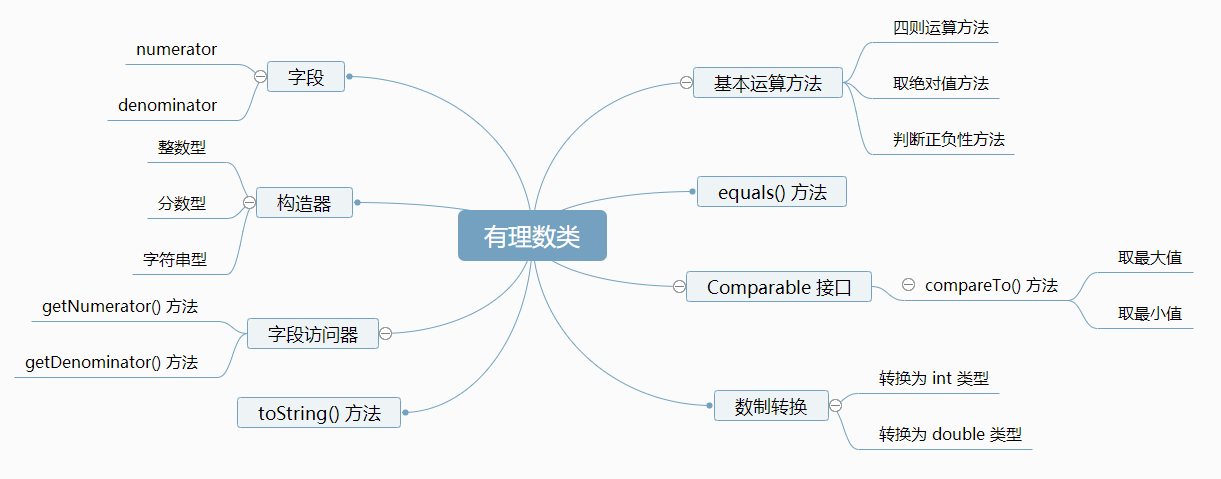 有理数类
字段
numerator
denominator
构造器
整数型
分数型
字符串型
字段访问器
getNumerator() 方法
getDenominator() 方法
toString() 方法
基本运算方法
四则运算方法
取绝对值方法
判断正负性方法
equals() 方法
Comparable 接口
compareTo() 方法
取最大值
取最小值
数制转换
转换为 int 类型
转换为 double 类型